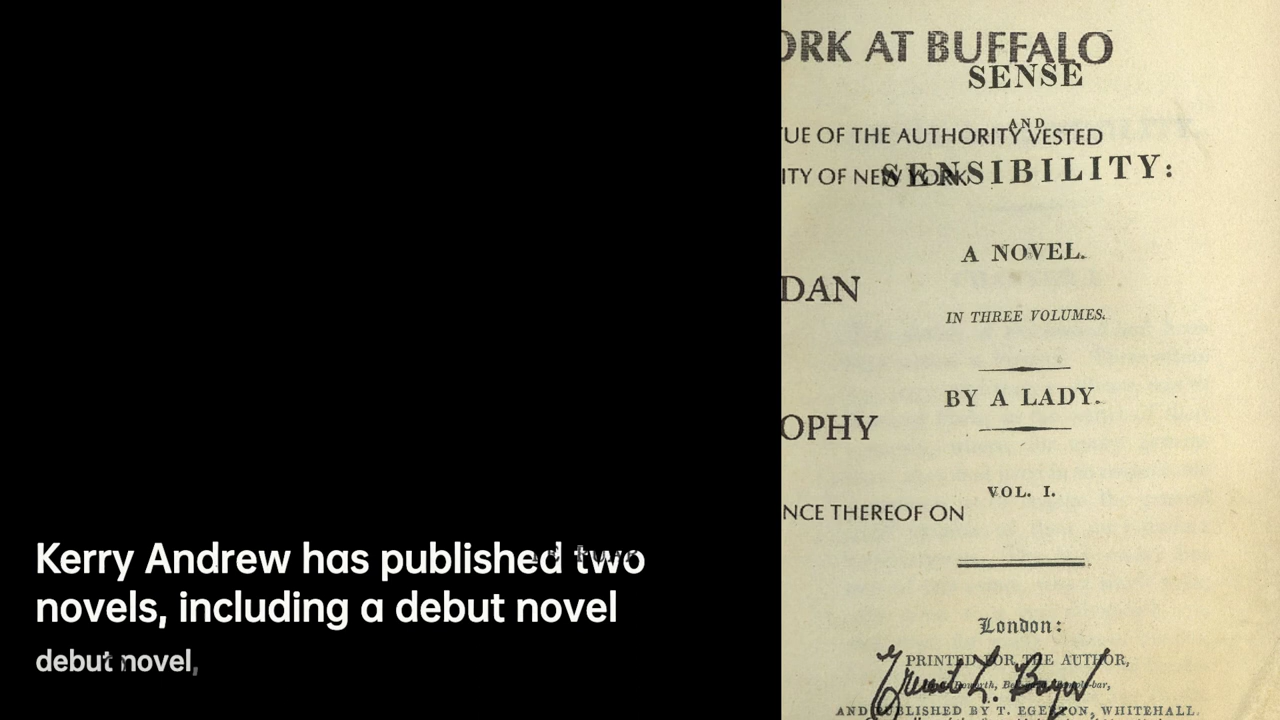 Kerry Andrew has published two
novels, including a debut novel
debut novel,
ORK AT BUFFALO
SENSE
AND
TUE OF THE AUTHORITY VESTED
ITY OF NEW YORK
SENSIBILITY:
A NOVEL.
DAN
IN THREE VOLUMES.
BY A LADY.
OPHY
VOL. I.
NCE THEREOF ON
London:
PRINTED FOR THE AUTHOR,
AND PUBLISHED BY T. EGERTON, WHITEHALL.